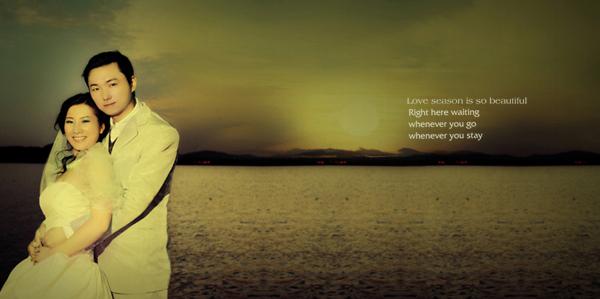 Love season is so beautiful
Right here waiting
whenever you go
whenever you stay